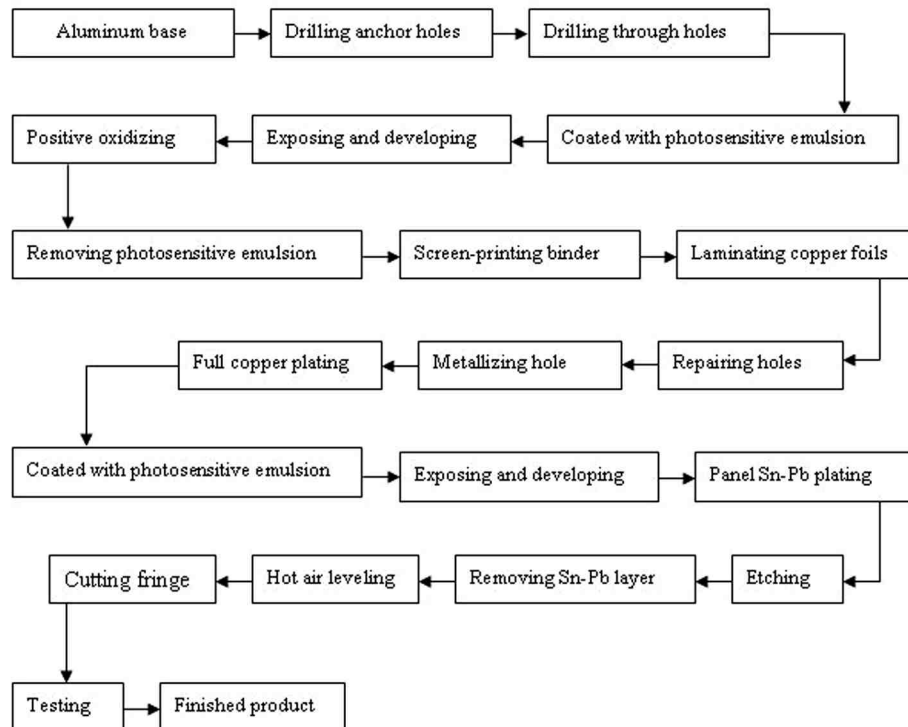 Aluminum base
Drilling anchor holes
Drilling through holes
Coated with photosensitive emulsion
Exposing and developing
Positive oxidizing
Removing photosensitive emulsion
Screen-printing binder
Laminating copper foils
Repairing holes
Metallizing hole
Full copper plating
Coated with photosensitive emulsion
Exposing and developing
Panel Sn-Pb plating
Etching
Removing Sn-Pb layer
Hot air leveling
Cutting fringe
Testing
Finished product